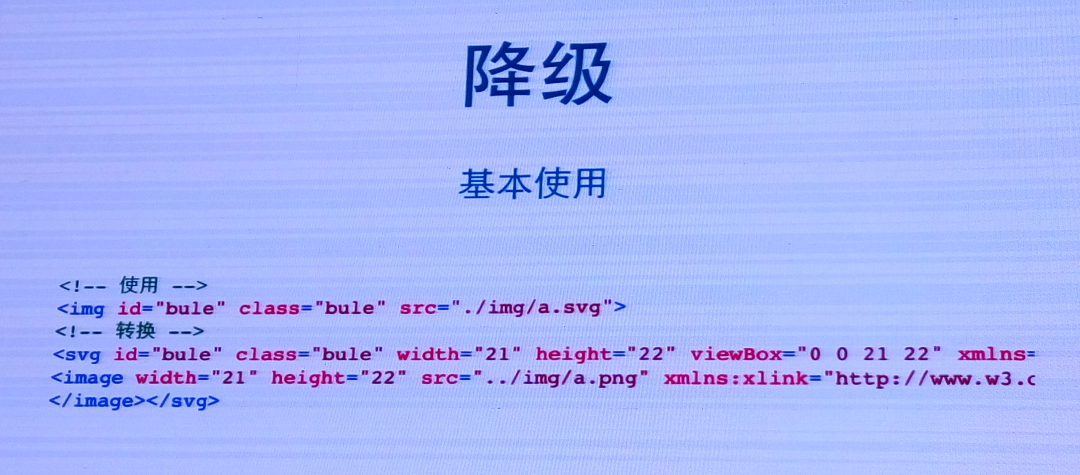 降级
基本使用
<!-- 使用 -->
<img id="bule" class="bule" src="./img/a.svg">
<!-- 转换 -->
<svg id="bule" class="bule" width="21" height="22" viewBox="0 0 21 22" xmlns=
<image width="21" height="22" src="../img/a.png" xmlns:xlink="http://www.w3.
</image></svg>